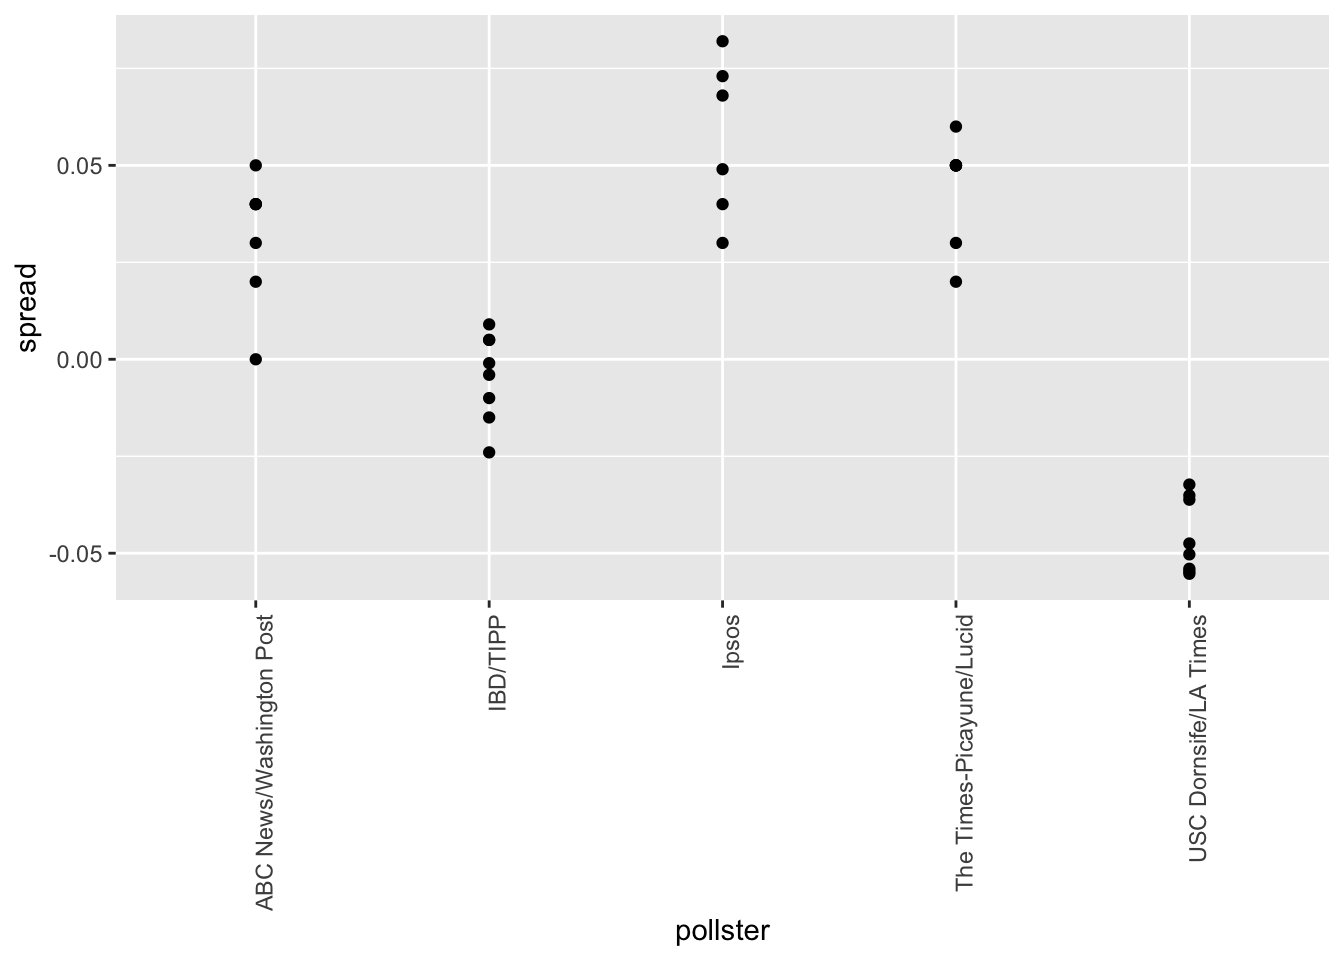 spread
0.05
0.00
-0.05
ABC News/Washington Post
IBD/TIPP
Ipsos
The Times-Picayune/Lucid
USC Dornsife/LA Times
pollster